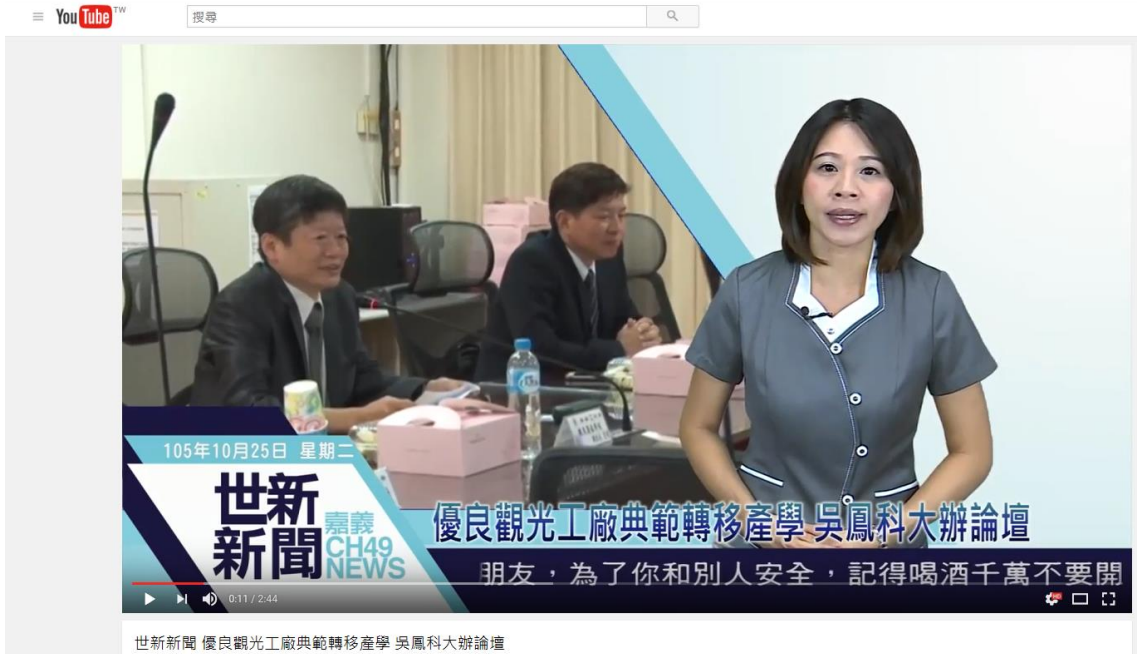 YouTube TW
搜尋
105年10月25日 星期二
世新
新聞
嘉義
CH49
NEWS
優良觀光工廠典範轉移產學 吳鳳科大辦論壇
朋友，為了你和別人安全，記得喝酒千萬不要開
0:11 / 2:44
HD
世新新聞 優良觀光工廠典範轉移產學 吳鳳科大辦論壇